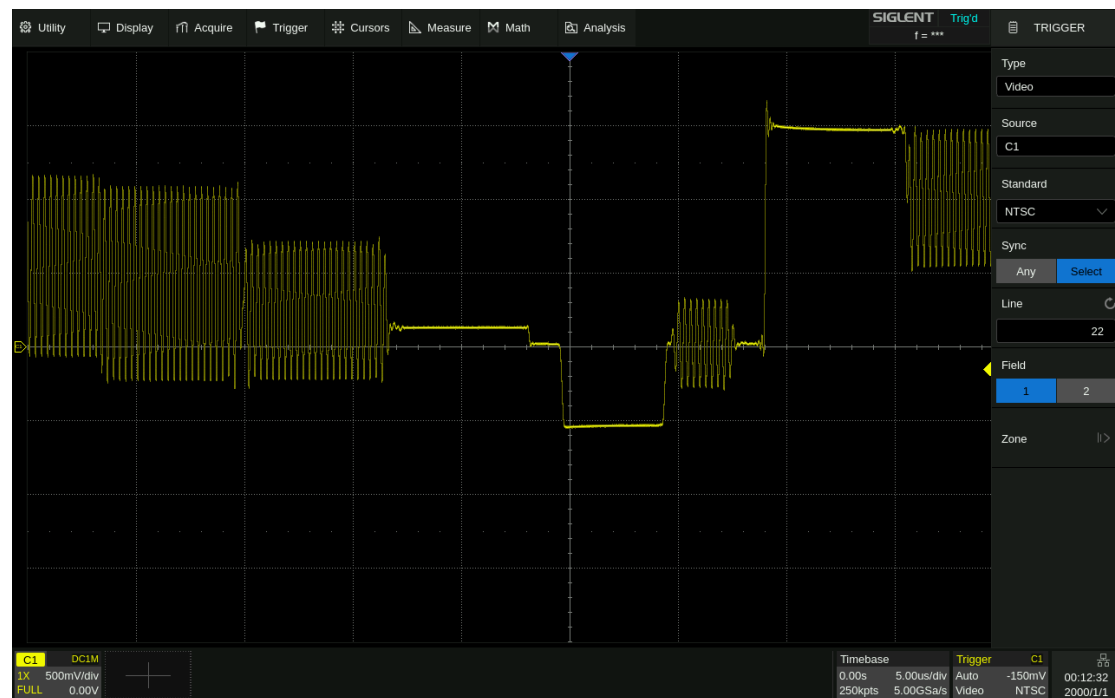 Utility Display Acquire Trigger Cursors Measure Math Analysis
SIGLENT Trig'd
f = ***
TRIGGER
Type
Video
Source
C1
Standard
NTSC
Sync
Any Select
Line
22
Field
1 2
Zone
C1 DC1M
1X 500mV/div
FULL 0.00V
Timebase
0.00s 5.00us/div
250kpts 5.00GSa/s
Trigger C1
Auto -150mV
Video NTSC
00:12:32
2000/1/1